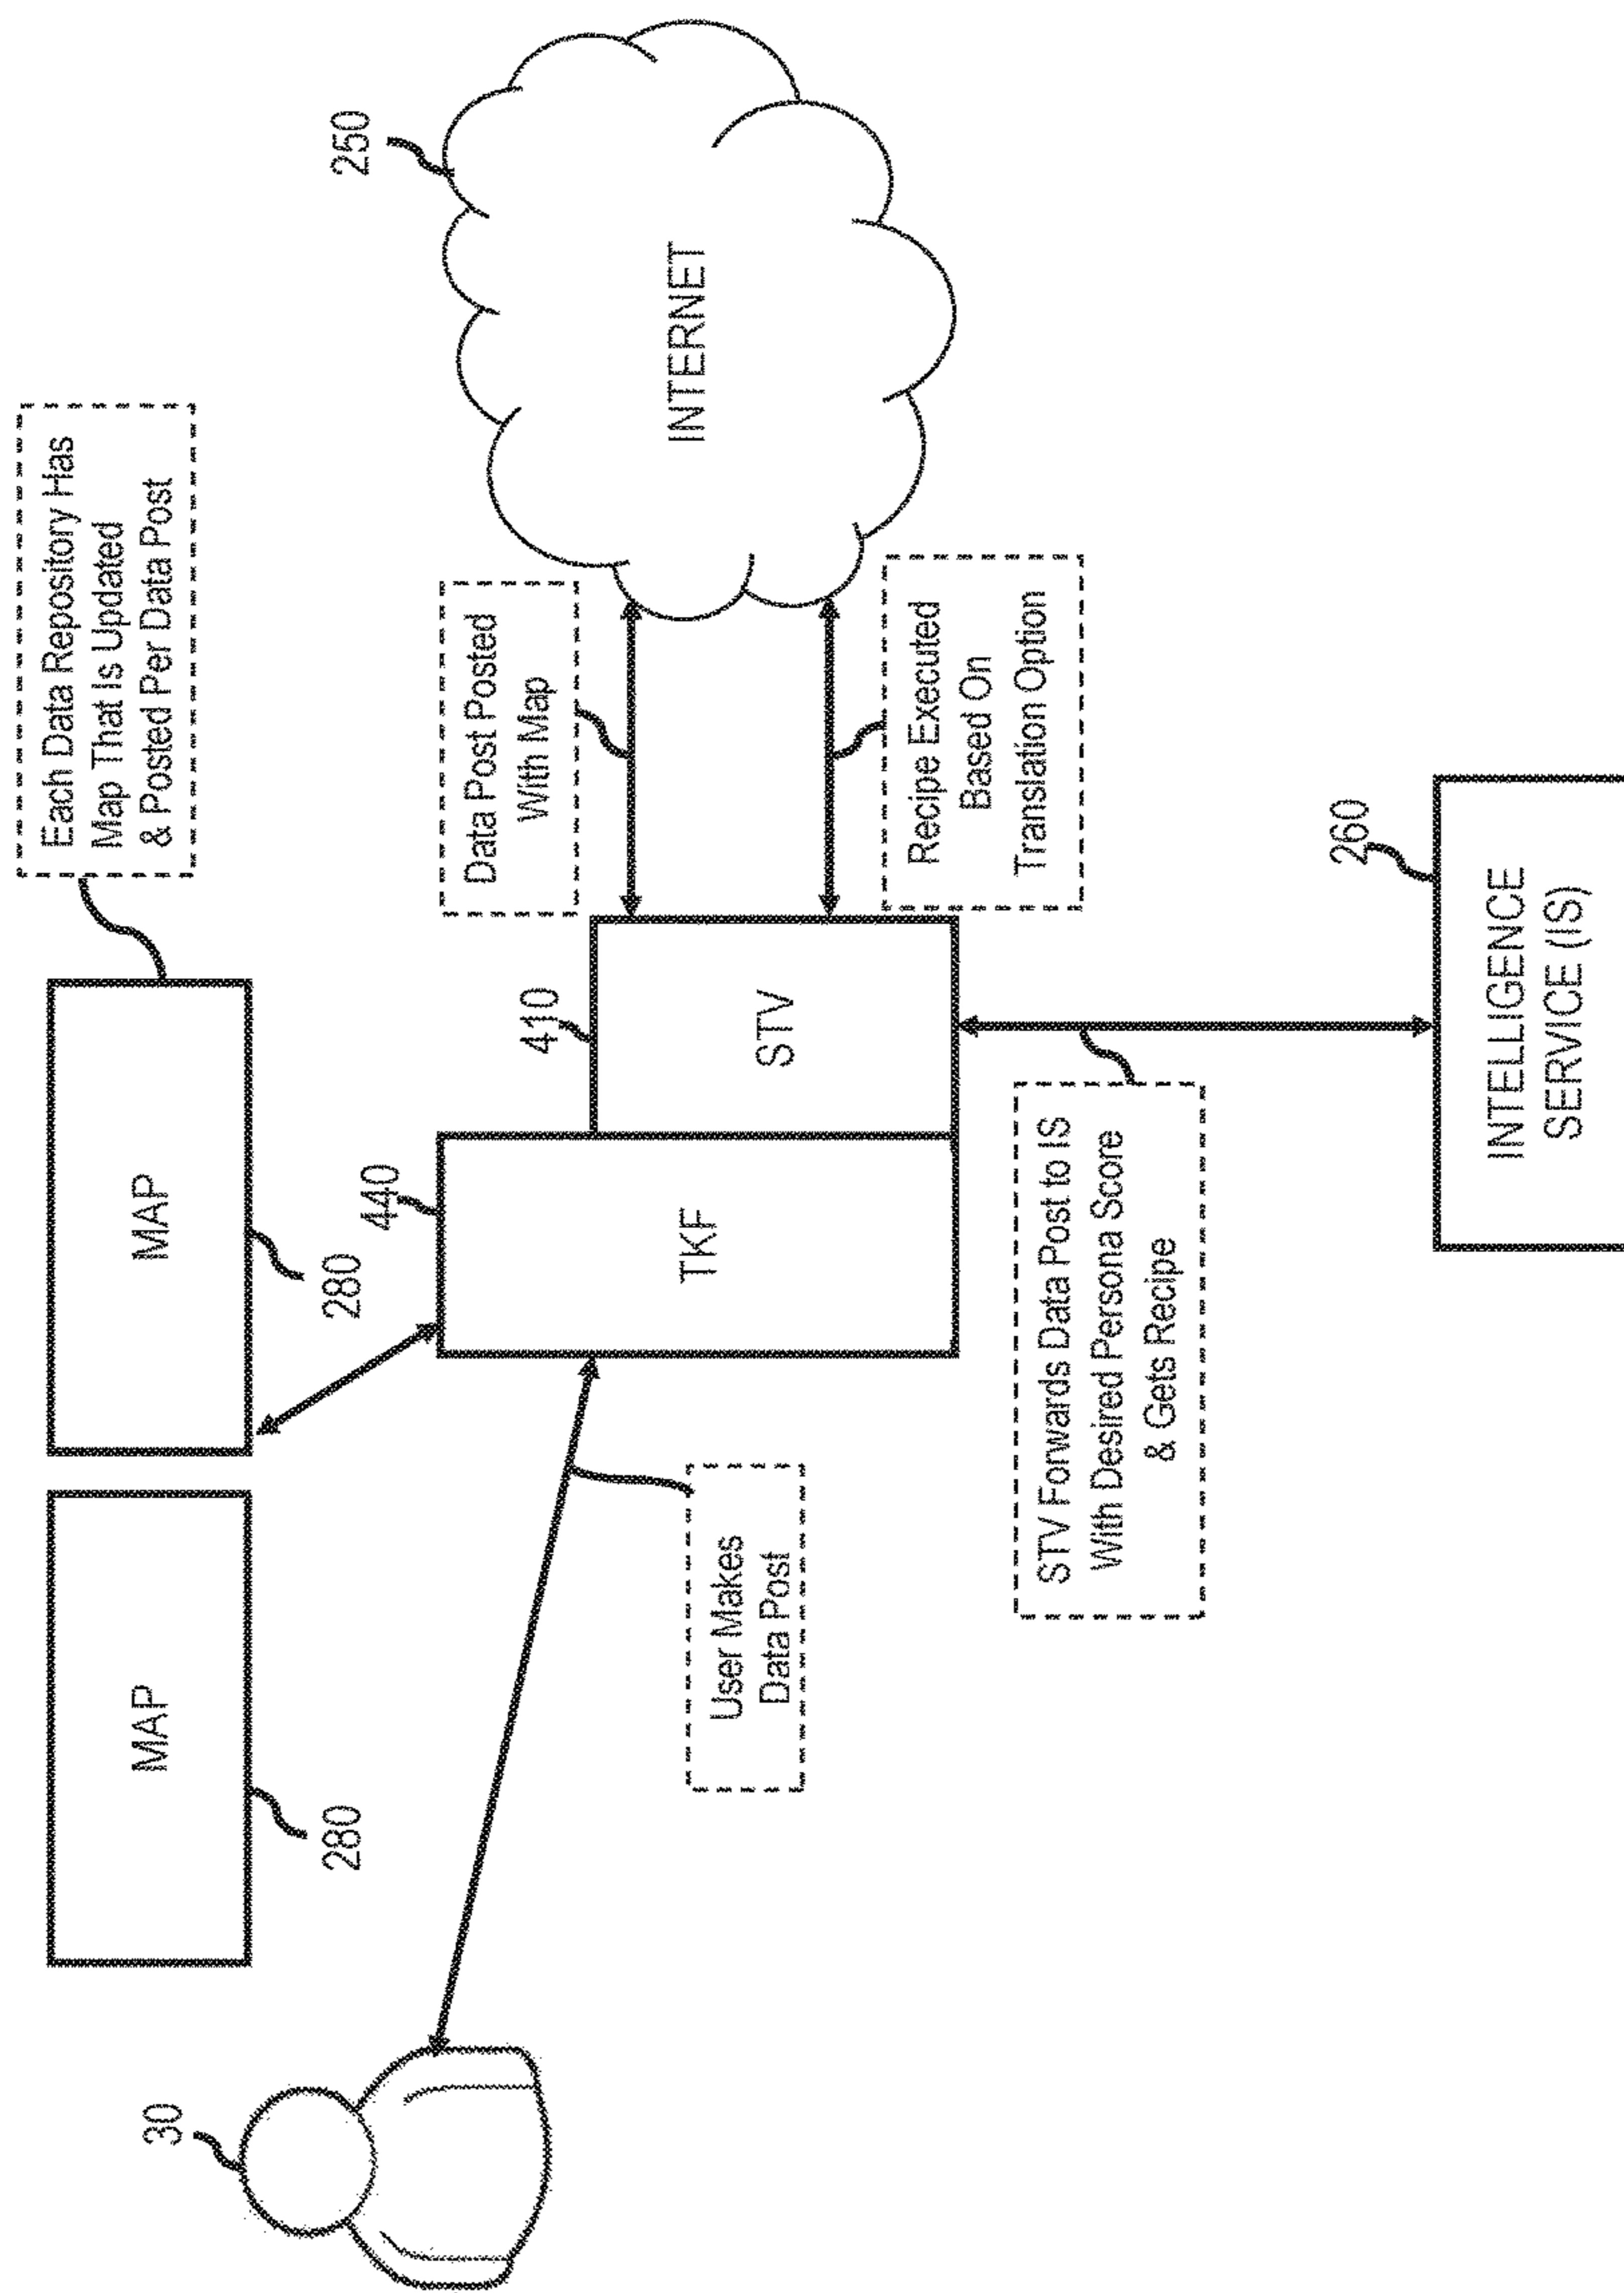 30
MAP
280
MAP
280
Each Data Repository Has
Map That Is Updated
& Posted Per Data Post
User Makes
Data Post
440
TKF
410
STV
Data Post Posted
With Map
Recipe Executed
Based On
Translation Option
250
INTERNET
STV Forwards Data Post to IS
With Desired Persona Score
& Gets Recipe
260
INTELLIGENCE
SERVICE (IS)